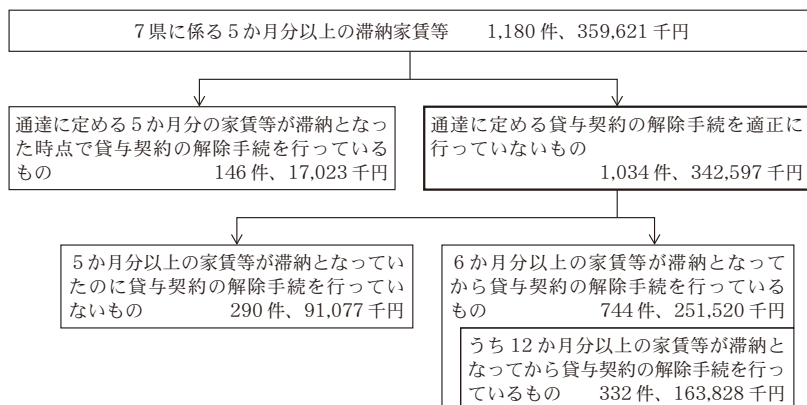 7県に係る5か月分以上の滞納家賃等　1,180件、359,621千円
通達に定める5か月分の家賃等が滞納となっ
た時点で貸与契約の解除手続を行っている
もの　146件、17,023千円
通達に定める貸与契約の解除手続を適正に
行っていないもの
1,034件、342,597千円
5か月分以上の家賃等が滞納となってい
たのに貸与契約の解除手続を行ってい
ないもの　290件、91,077千円
6か月分以上の家賃等が滞納となって
から貸与契約の解除手続を行っている
もの　744件、251,520千円
うち12か月分以上の家賃等が滞納と
なってから貸与契約の解除手続を行っ
ているもの　332件、163,828千円